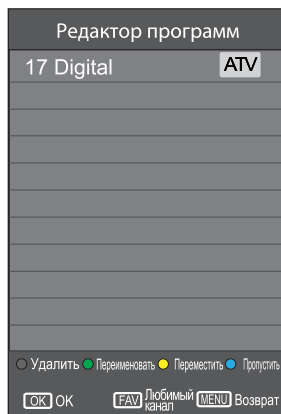 Редактор программ
17 Digital ATV
Удалить Переименовать Переместить Пропустить
OK OK FAV Любимый канал MENU Возврат